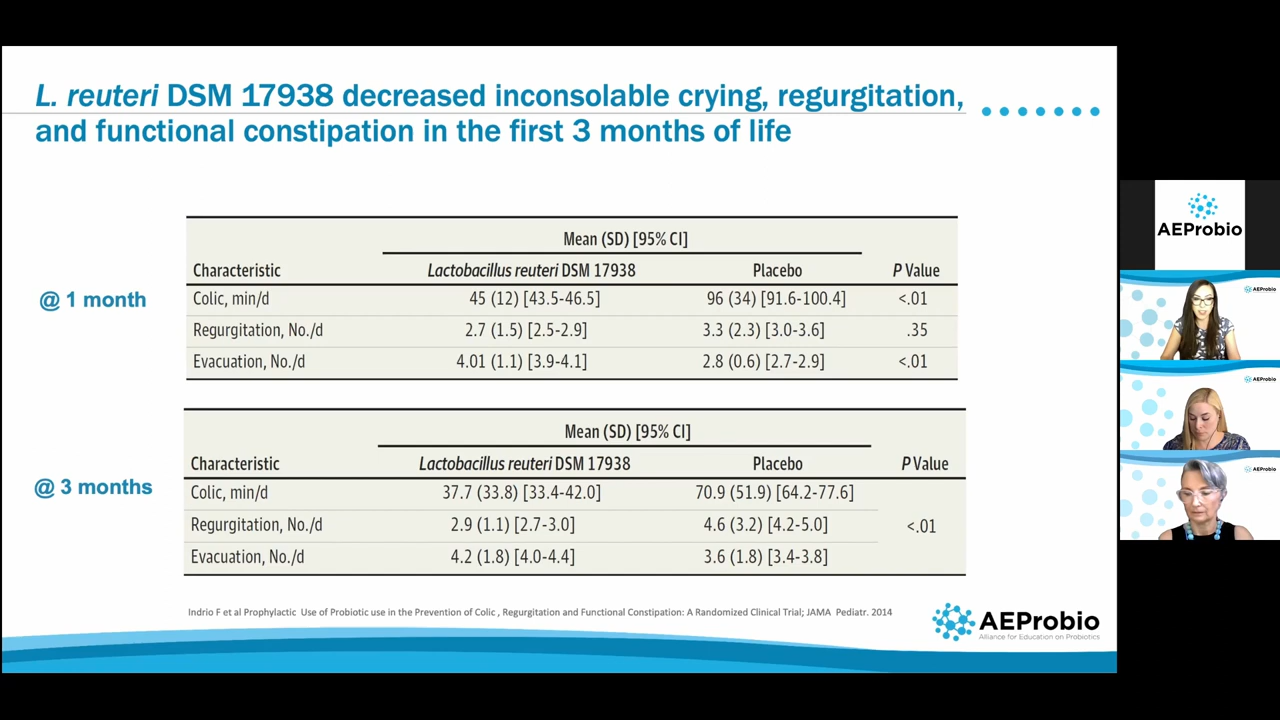 L. reuteri DSM 17938 decreased inconsolable crying, regurgitation,
and functional constipation in the first 3 months of life
@ 1 month
Mean (SD) [95% CI]
Characteristic Lactobacillus reuteri DSM 17938 Placebo P Value
Colic, min/d 45 (12) [43.5-46.5] 96 (34) [91.6-100.4] <.01
Regurgitation, No./d 2.7 (1.5) [2.5-2.9] 3.3 (2.3) [3.0-3.6] .35
Evacuation, No./d 4.01 (1.1) [3.9-4.1] 2.8 (0.6) [2.7-2.9] <.01
@ 3 months
Mean (SD) [95% CI]
Characteristic Lactobacillus reuteri DSM 17938 Placebo P Value
Colic, min/d 37.7 (33.8) [33.4-42.0] 70.9 (51.9) [64.2-77.6]
Regurgitation, No./d 2.9 (1.1) [2.7-3.0] 4.6 (3.2) [4.2-5.0] <.01
Evacuation, No./d 4.2 (1.8) [4.0-4.4] 3.6 (1.8) [3.4-3.8]
Indrio F et al Prophylactic Use of Probiotic use in the Prevention of Colic , Regurgitation and Functional Constipation: A Randomized Clinical Trial; JAMA Pediatr. 2014
AEProbio
Alliance for Education on Probiotics
AEProbio
AEProbio
AEProbio
AEProbio